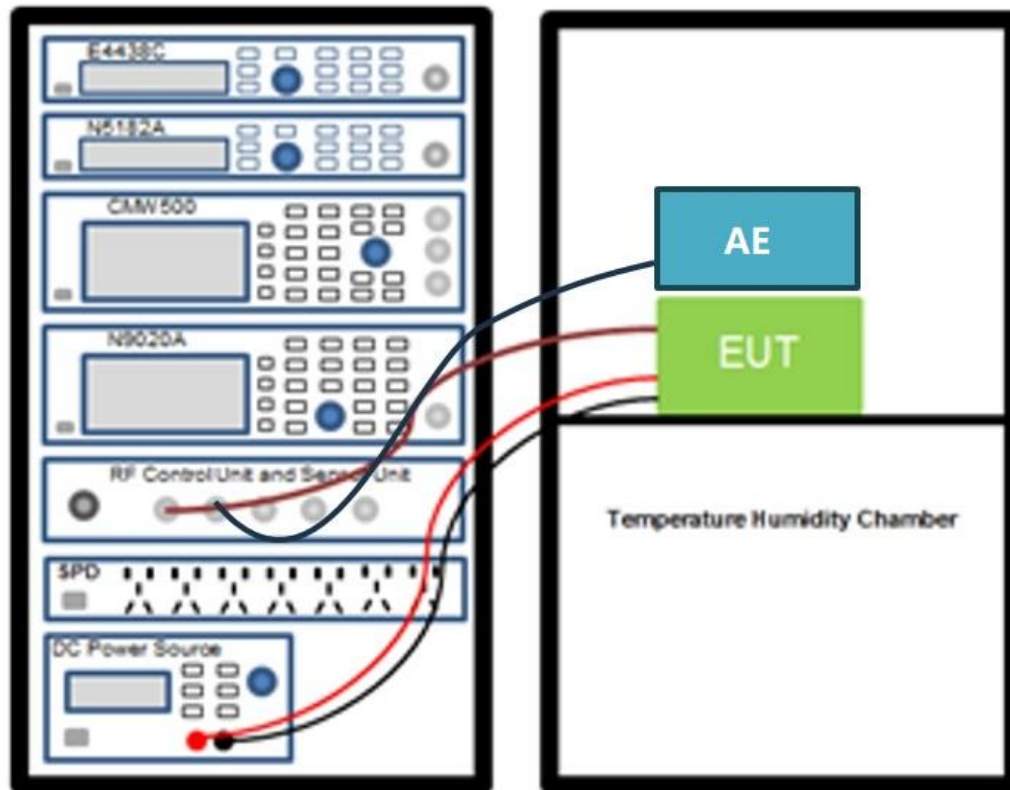 E4438C
N5182A
CMW500
N9020A
RF Control Unit and Sensor Unit
SPD
DC Power Source
AE
EUT
Temperature Humidity Chamber